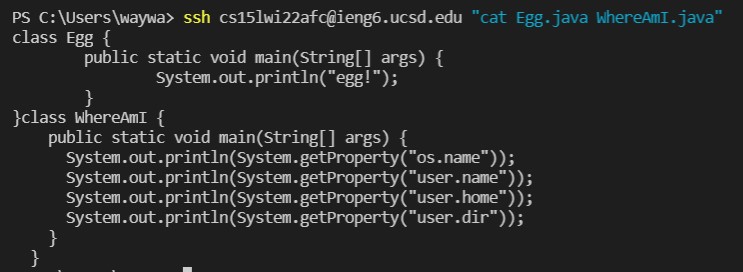 PS C:\Users\waywa> ssh cs15lwi22afc@ieng6.ucsd.edu "cat Egg.java WhereAmI.java"
class Egg {
        public static void main(String[] args) {
                System.out.println("egg!");
        }
}class WhereAmI {
    public static void main(String[] args) {
      System.out.println(System.getProperty("os.name"));
      System.out.println(System.getProperty("user.name"));
      System.out.println(System.getProperty("user.home"));
      System.out.println(System.getProperty("user.dir"));
    }
  }